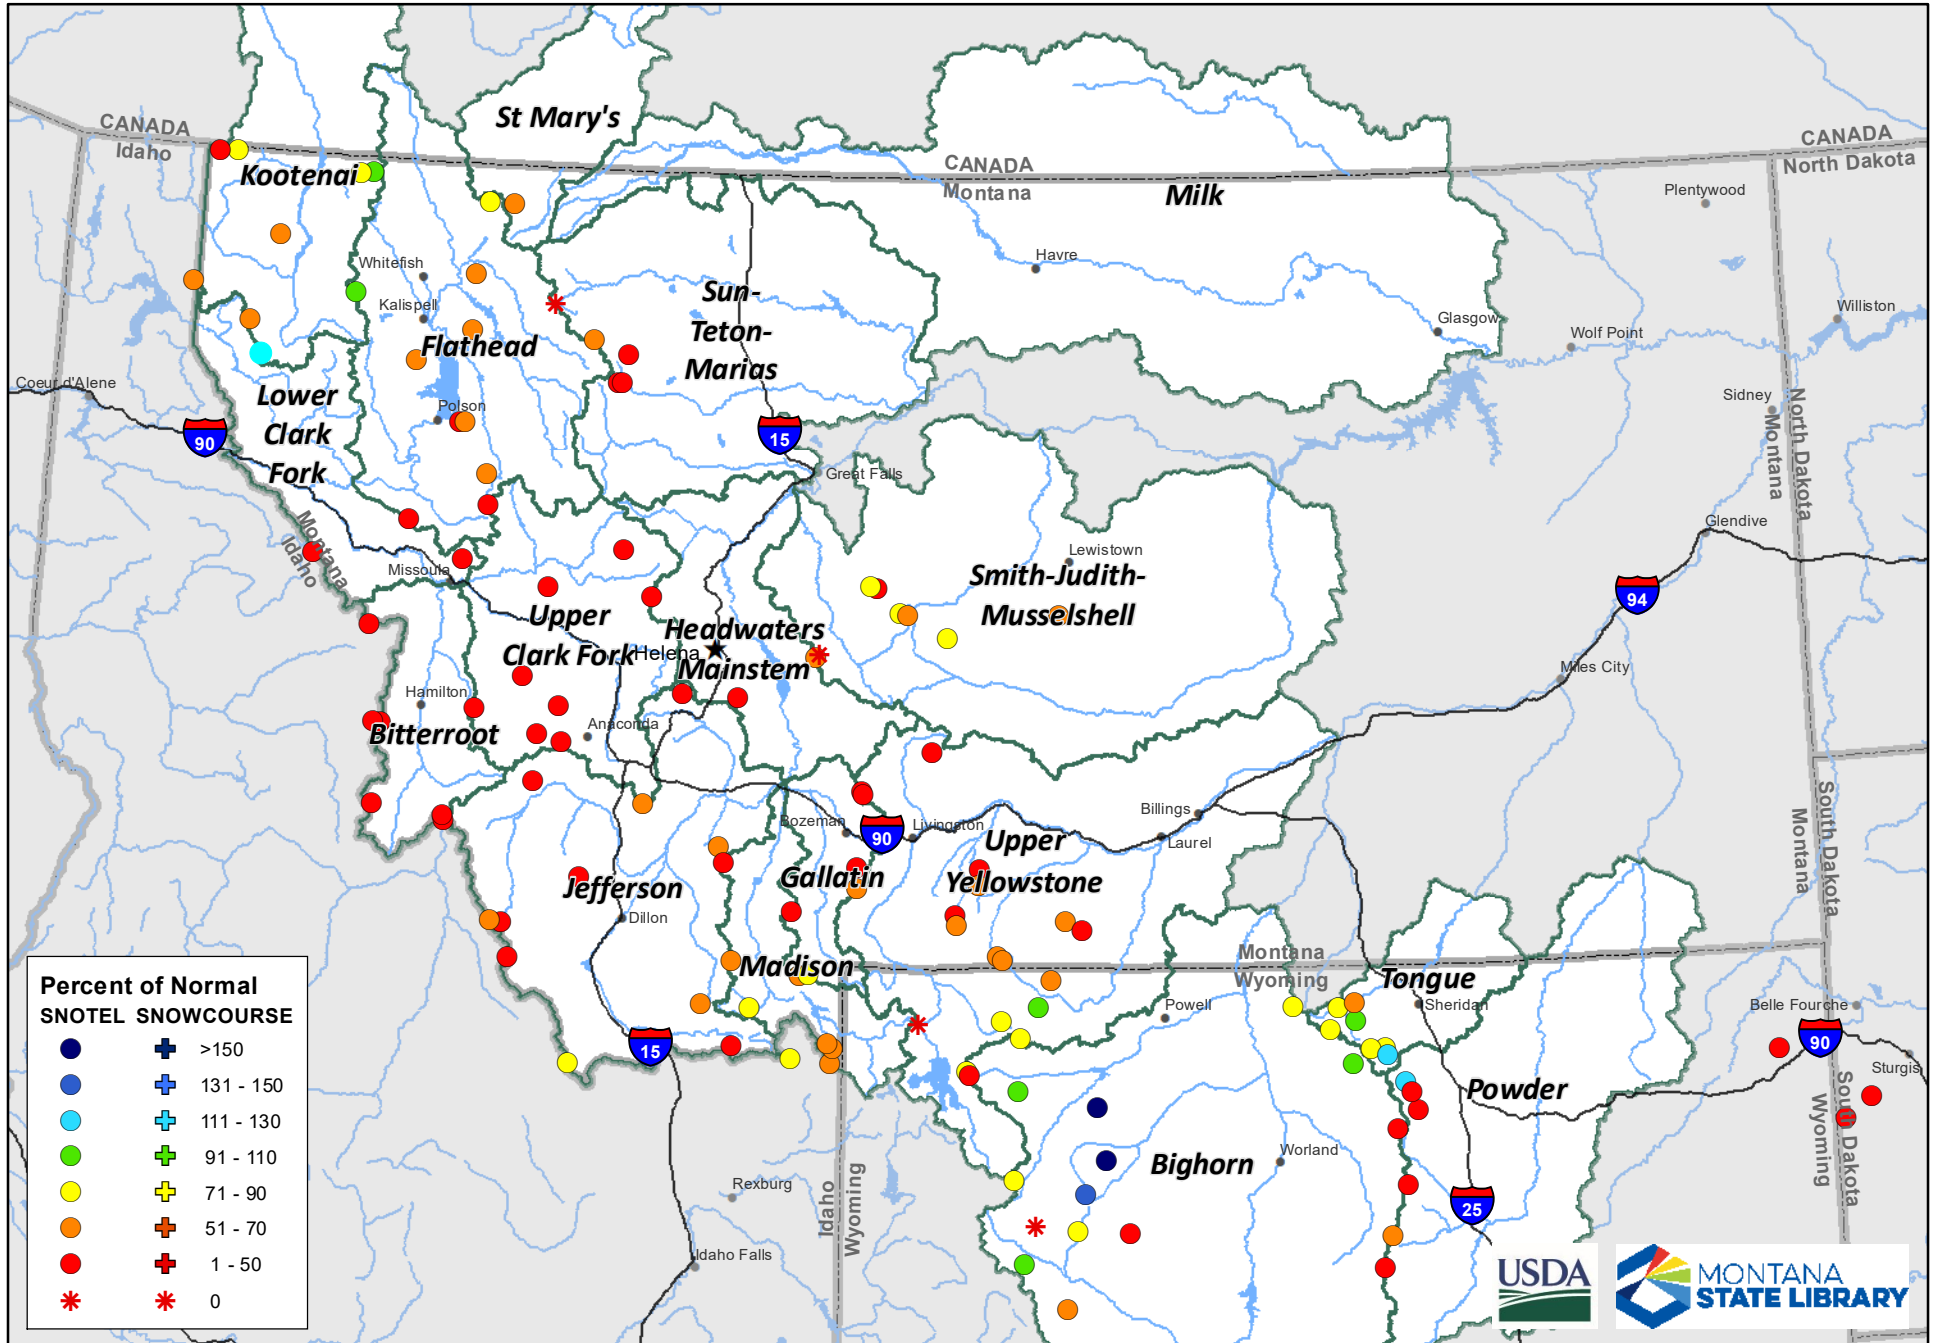 CANADA
Idaho
St Mary's
CANADA
Montana
CANADA
North Dakota
Kootenai
Milk
Plentywood
Whitefish
Havre
Kalispell
Sun-
Teton-
Marias
Glasgow
Wolf Point
Williston
Flathead
Coeur d'Alene
Lower
Clark
Fork
Polson
Sidney
North Dakota
Montana
90
15
Great Falls
Glendive
Montana
Idaho
Missoula
Lewistown
Smith-Judith-
Musselshell
94
Upper
Clark Fork
Helena
Headwaters
Mainstem
Miles City
Hamilton
Bitterroot
Anaconda
Billings
Bozeman
90
Livingston
Laurel
Upper
Yellowstone
South Dakota
Montana
Jefferson
Gallatin
Dillon
Madison
Montana
Wyoming
Tongue
Powell
Sheridan
Belle Fourche
90
Sturgis
15
Powder
South Dakota
Wyoming
Bighorn
Worland
Rexburg
Idaho
Wyoming
25
Idaho Falls
Percent of Normal
SNOTEL SNOWCOURSE
>150
131 - 150
111 - 130
91 - 110
71 - 90
51 - 70
1 - 50
0
USDA
MONTANA
STATE LIBRARY